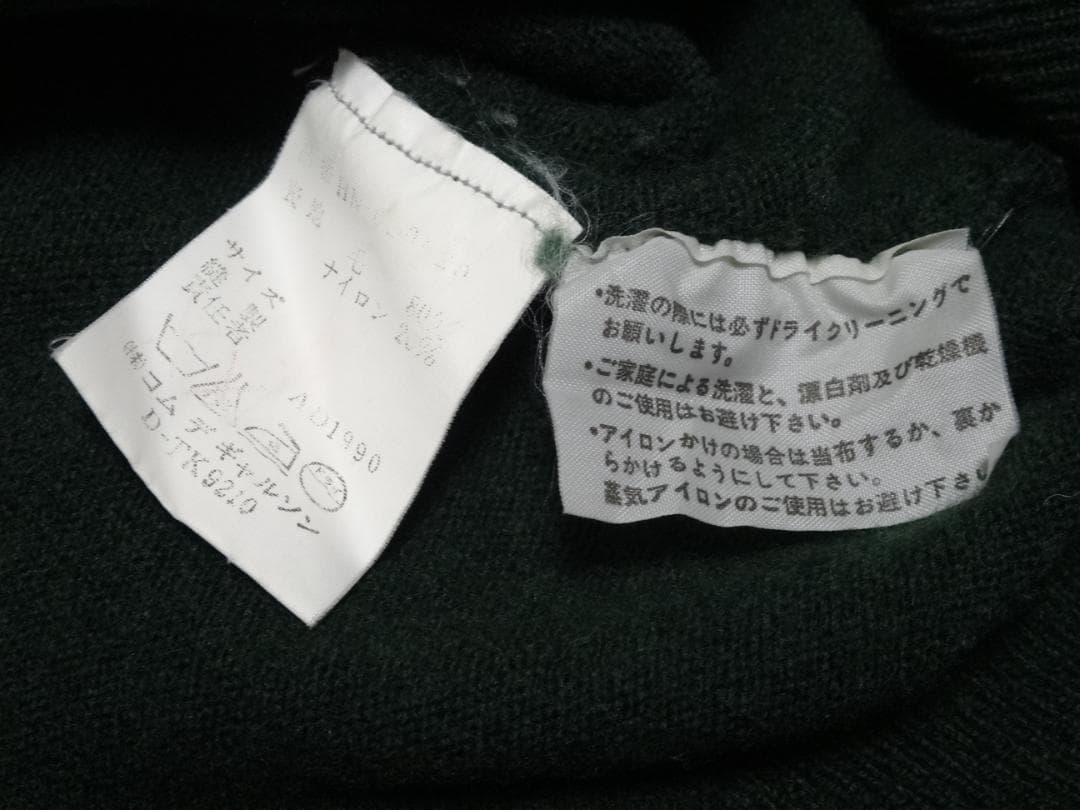 毛
ナイロン 20%
サイズ
縫製
責任者
AD1990
(株)コム デ ギャルソン
D-TK9210
•洗濯の際には必ずドライクリーニングで
お願いします。
•ご家庭による洗濯と、漂白剤及び乾燥機
のご使用はお避け下さい。
•アイロンかけの場合は当布するか、裏か
らかけるようにして下さい。
蒸気アイロンのご使用はお避け下さい